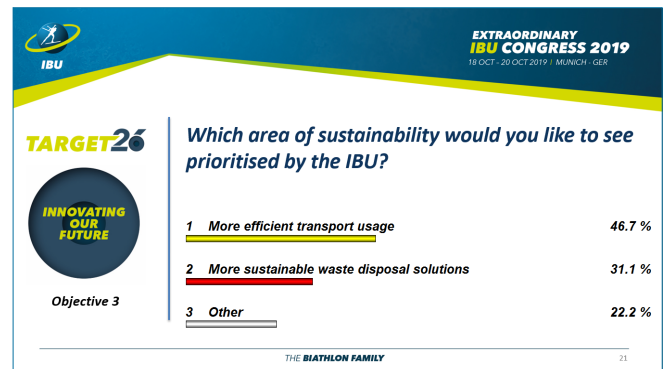 IBU
EXTRAORDINARY
IBU CONGRESS 2019
18 OCT - 20 OCT 2019 | MUNICH - GER
TARGET26
INNOVATING
OUR
FUTURE
Objective 3
Which area of sustainability would you like to see
prioritised by the IBU?
1 More efficient transport usage 46.7 %
2 More sustainable waste disposal solutions 31.1 %
3 Other 22.2 %
THE BIATHLON FAMILY
21